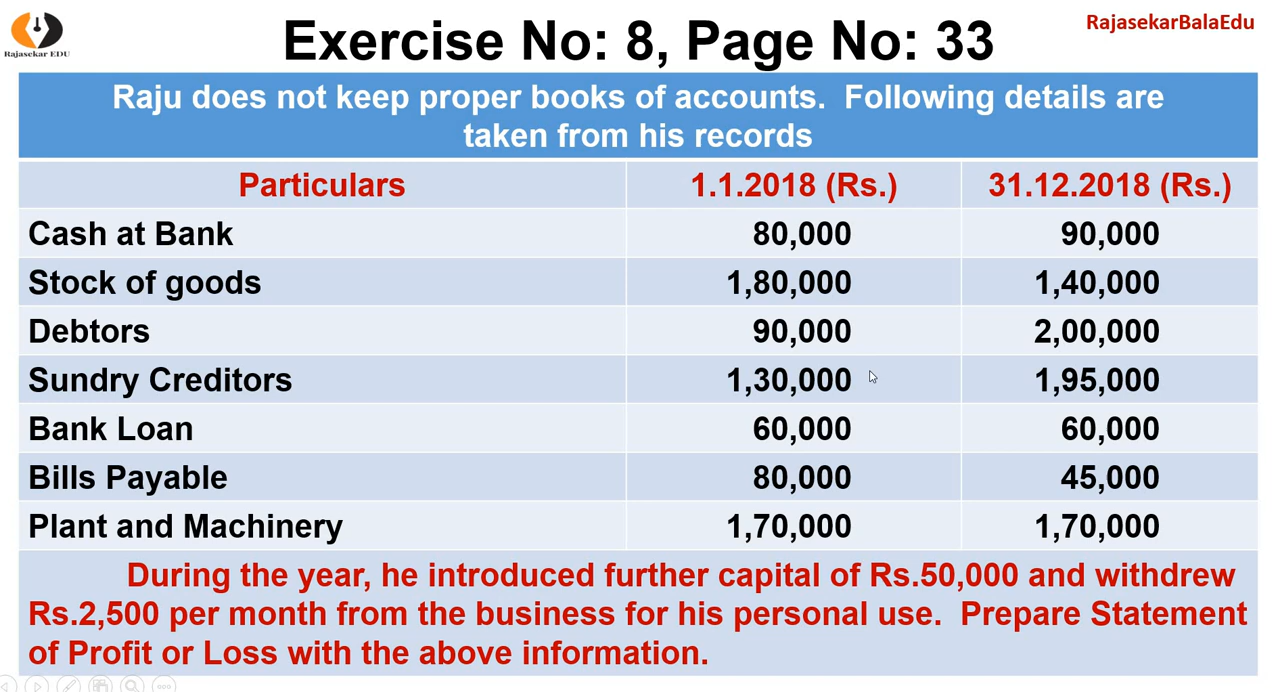 Rajasekar EDU
Exercise No: 8, Page No: 33
RajasekarBalaEdu
Raju does not keep proper books of accounts. Following details are
taken from his records
Particulars 1.1.2018 (Rs.) 31.12.2018 (Rs.)
Cash at Bank 80,000 90,000
Stock of goods 1,80,000 1,40,000
Debtors 90,000 2,00,000
Sundry Creditors 1,30,000 1,95,000
Bank Loan 60,000 60,000
Bills Payable 80,000 45,000
Plant and Machinery 1,70,000 1,70,000
During the year, he introduced further capital of Rs.50,000 and withdrew
Rs.2,500 per month from the business for his personal use. Prepare Statement
of Profit or Loss with the above information.